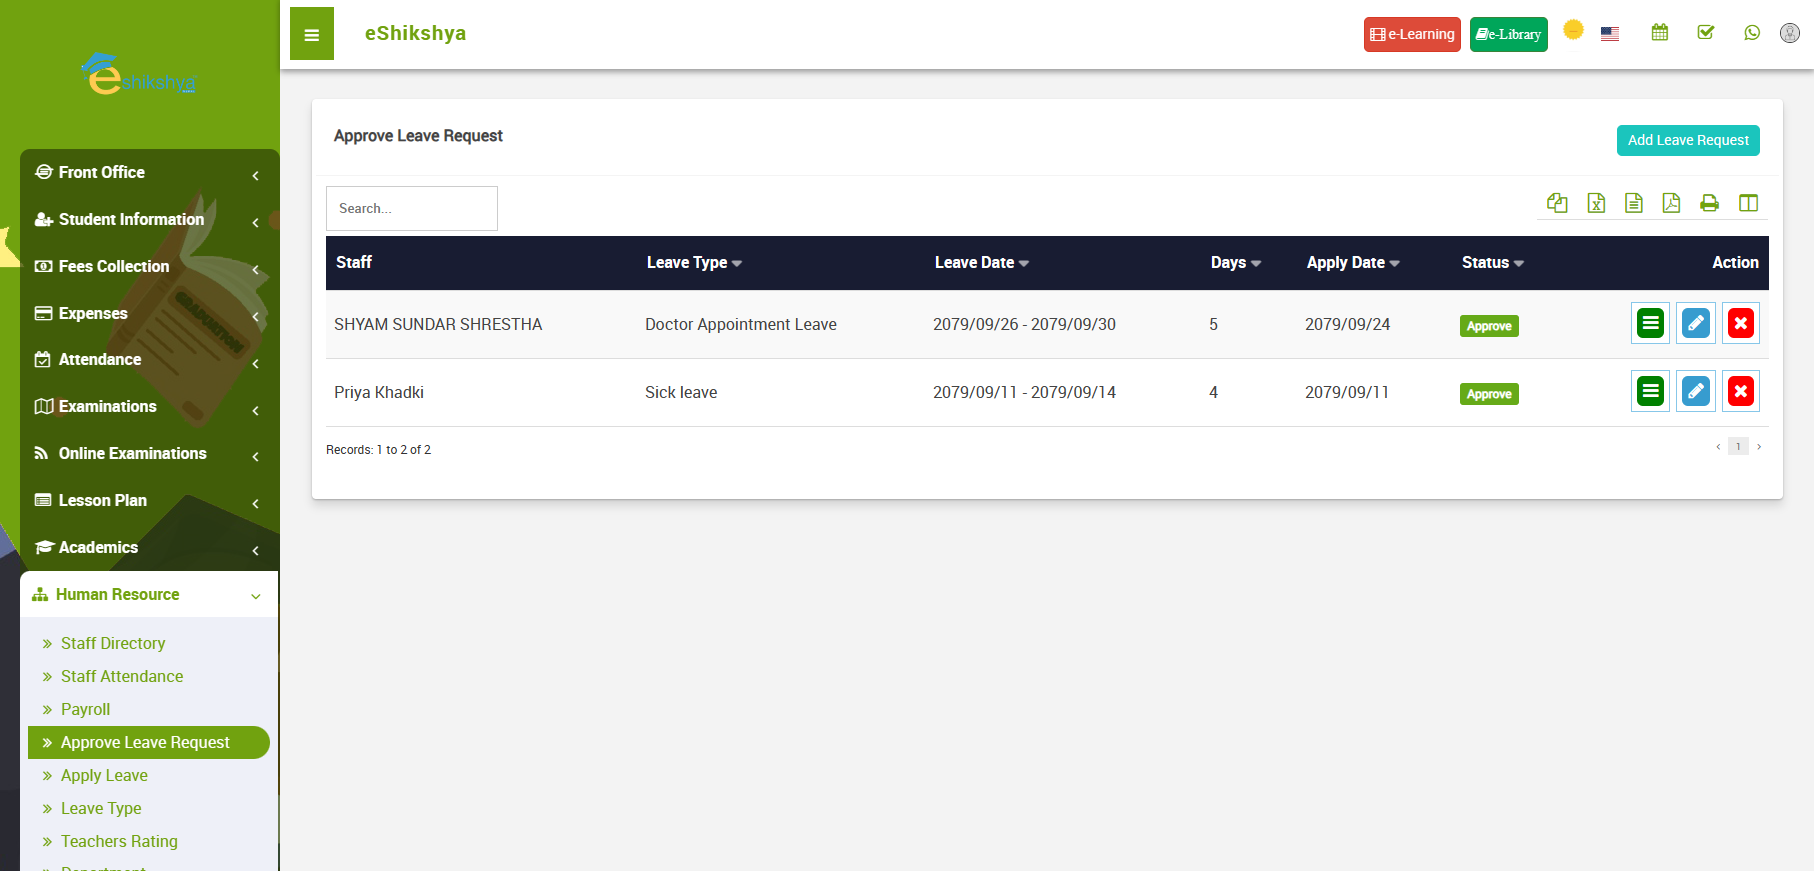 eshikshya
eShikshya
e-Learning
e-Library
Front Office
Student Information
Fees Collection
Expenses
Attendance
Examinations
Online Examinations
Lesson Plan
Academics
Human Resource
Staff Directory
Staff Attendance
Payroll
Approve Leave Request
Apply Leave
Leave Type
Teachers Rating
Department
GRADUATION
Approve Leave Request
Add Leave Request
Search...
Staff Leave Type Leave Date Days Apply Date Status Action
SHYAM SUNDAR SHRESTHA Doctor Appointment Leave 2079/09/26 - 2079/09/30 5 2079/09/24 Approve
Priya Khadki Sick leave 2079/09/11 - 2079/09/14 4 2079/09/11 Approve
Records: 1 to 2 of 2
1